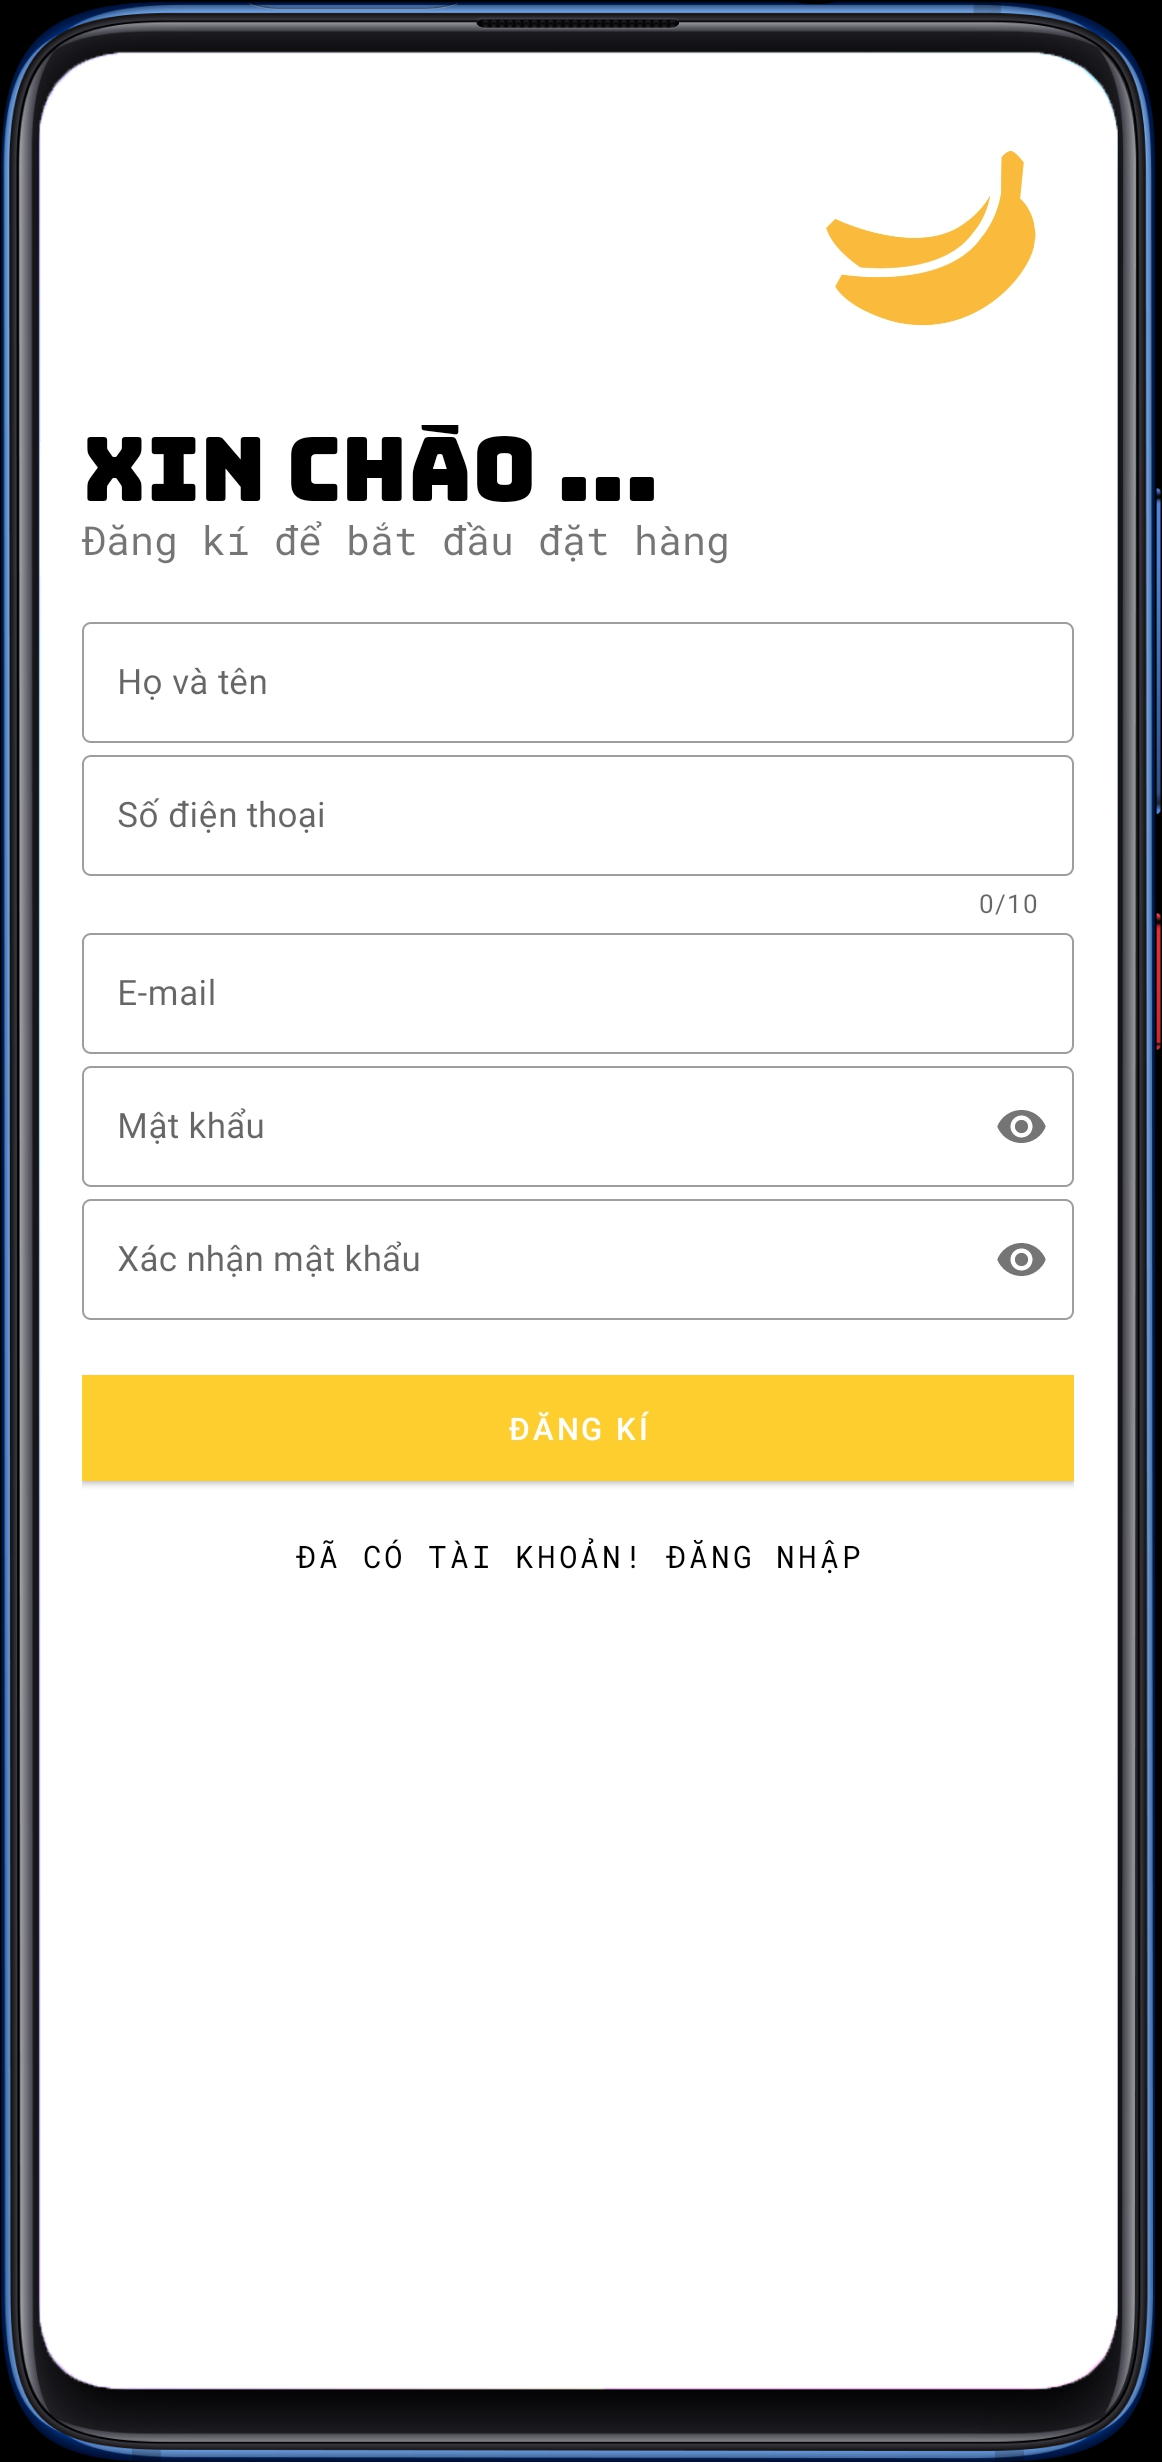 XIN CHÀO ...
Đăng kí để bắt đầu đặt hàng
Họ và tên
Số điện thoại
0/10
E-mail
Mật khẩu
Xác nhận mật khẩu
ĐĂNG KÍ
ĐÃ CÓ TÀI KHOẢN! ĐĂNG NHẬP